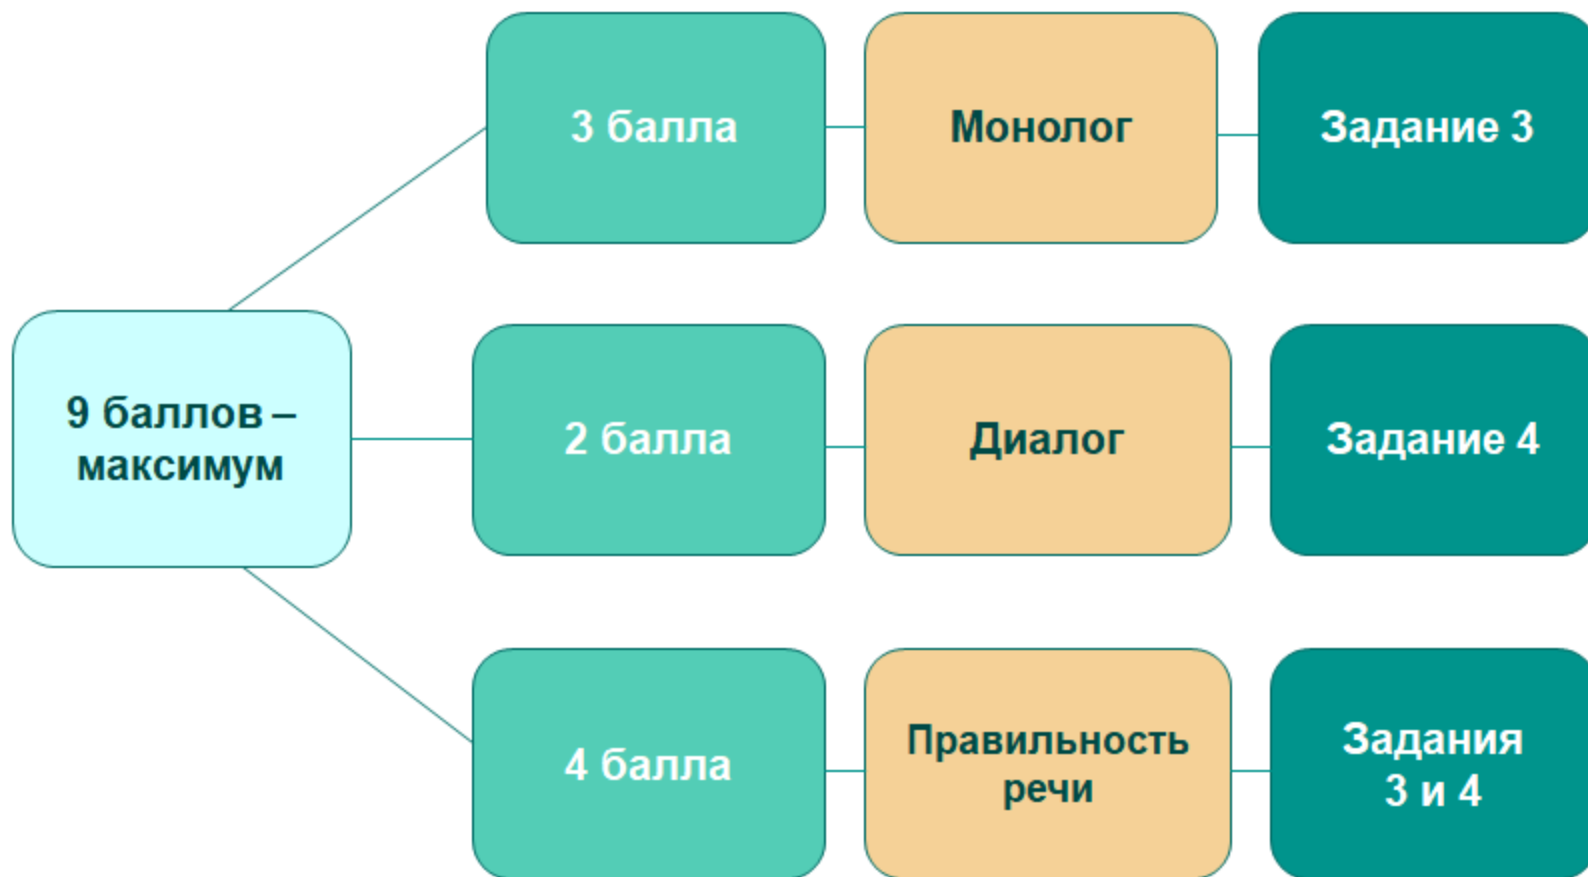 3 балла
Монолог
Задание 3
9 баллов –
максимум
2 балла
Диалог
Задание 4
4 балла
Правильность
речи
Задания
3 и 4